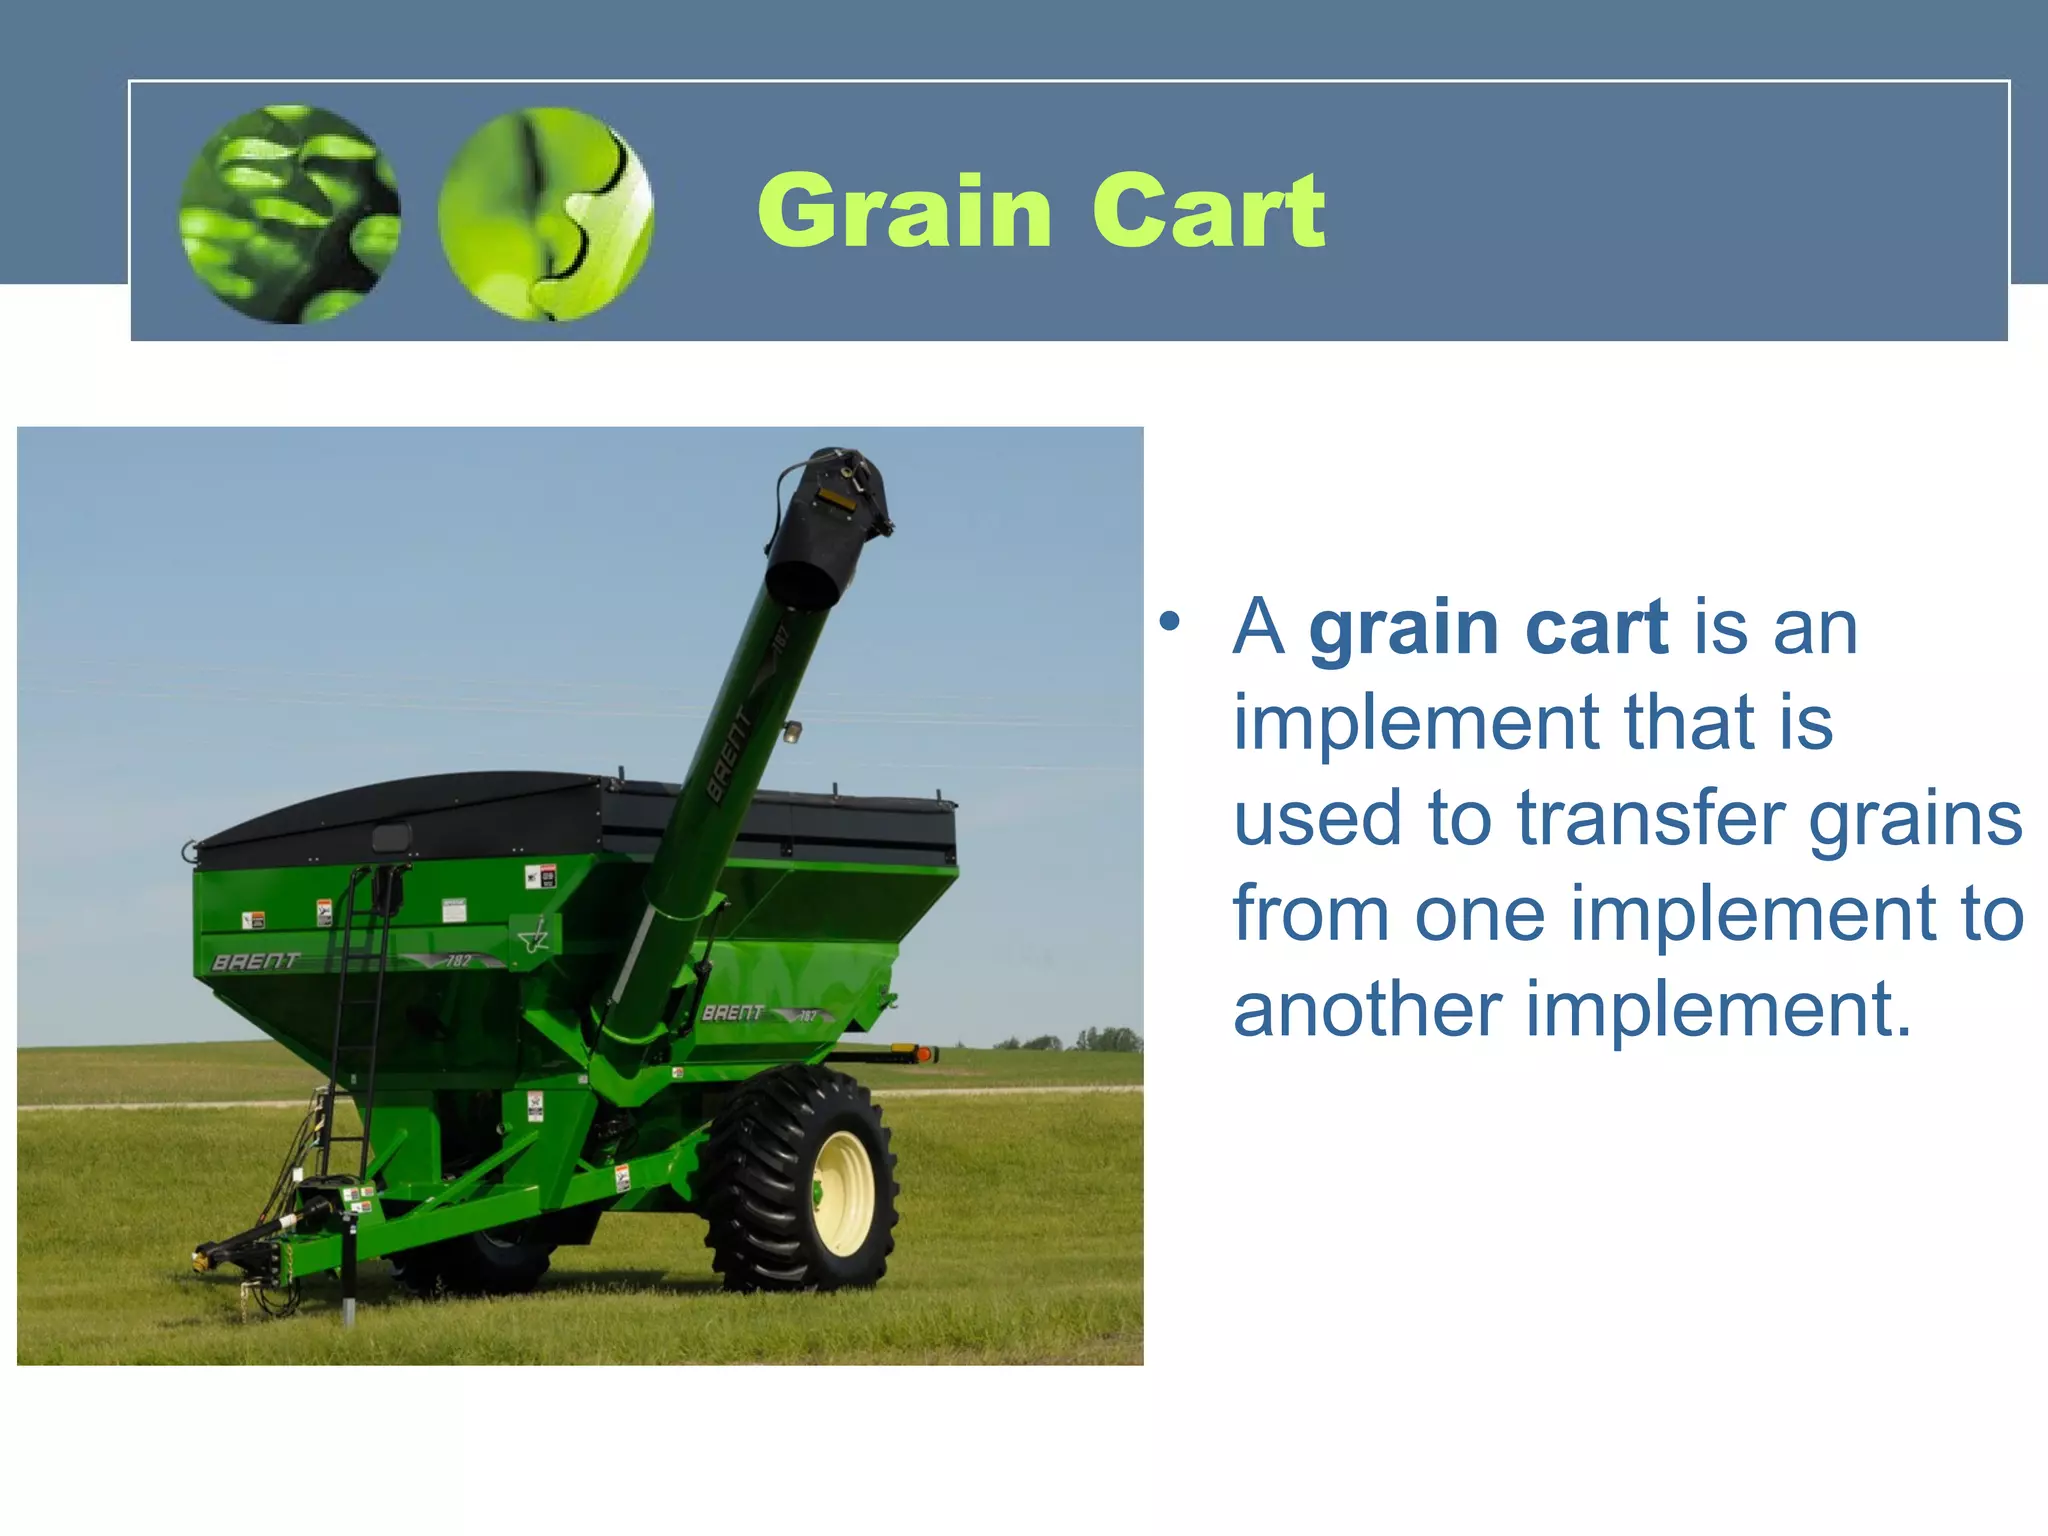 Grain Cart
• A grain cart is an
implement that is
used to transfer grains
from one implement to
another implement.
BRENT 782
BRENT 782
BRENT